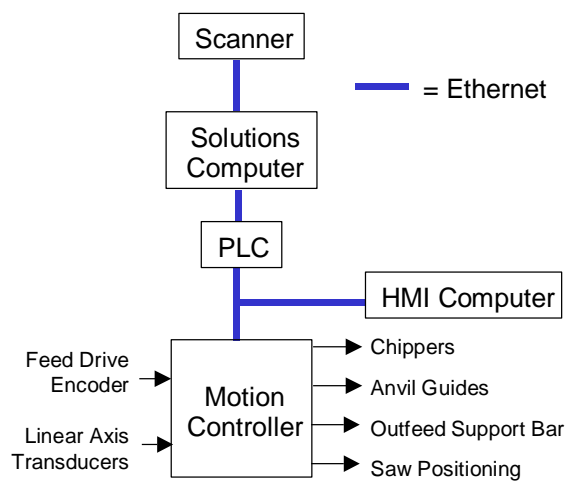 Scanner
= Ethernet
Solutions
Computer
PLC
HMI Computer
Motion
Controller
Feed Drive
Encoder
Linear Axis
Transducers
Chippers
Anvil Guides
Outfeed Support Bar
Saw Positioning